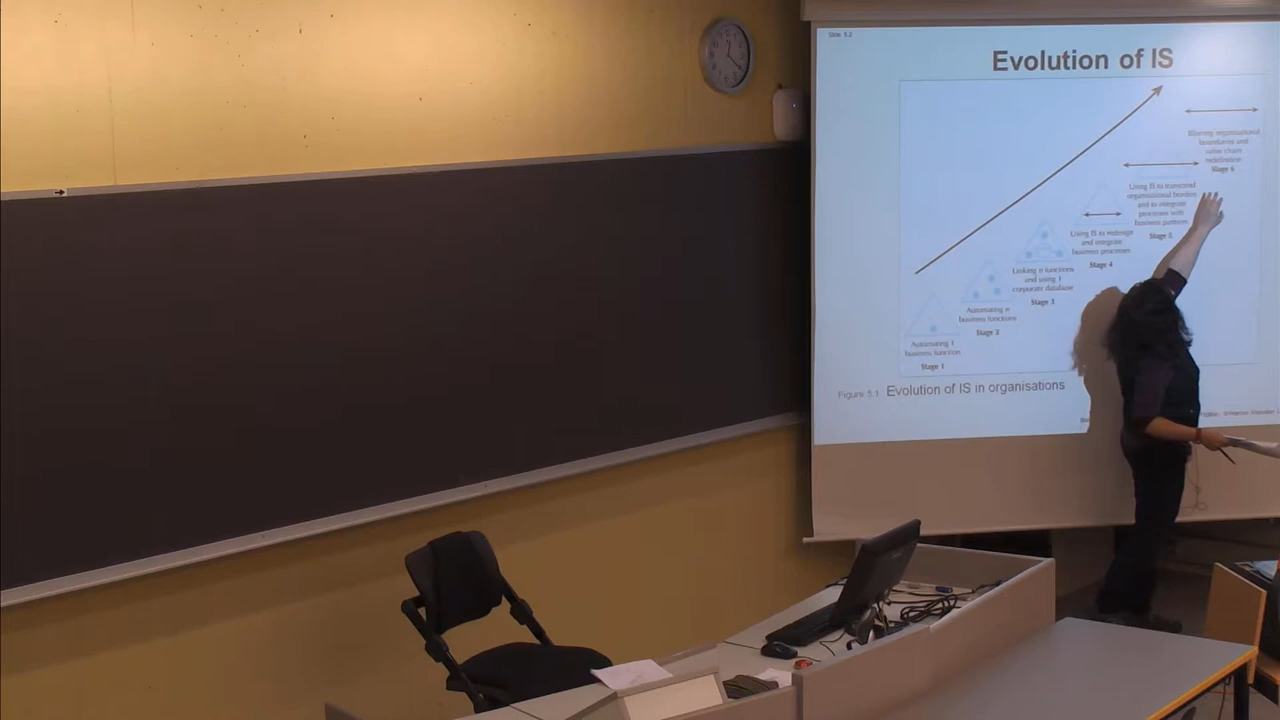 Slide 5.2
Evolution of IS
Blurring organisational
boundaries and
value chain
redefinition
Stage 6
Using IS to transcend
organisational borders
and to integrate
processes with
business partners
Stage 5
Using IS to redesign
and integrate
business processes
Stage 4
Linking n functions
and using 1
corporate database
Stage 3
Automating n
business functions
Stage 2
Automating 1
business function
Stage 1
Figure 5.1 Evolution of IS in organisations